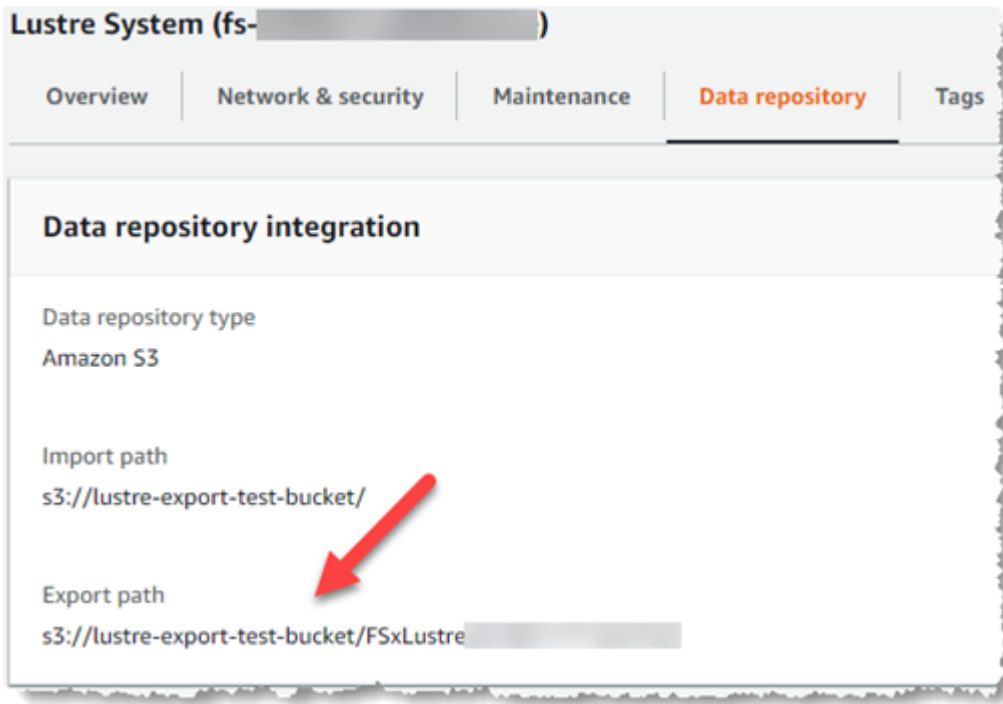 Lustre System (fs- )
Overview Network & security Maintenance Data repository Tags
Data repository integration
Data repository type
Amazon S3
Import path
s3://lustre-export-test-bucket/
Export path
s3://lustre-export-test-bucket/FSxLustre